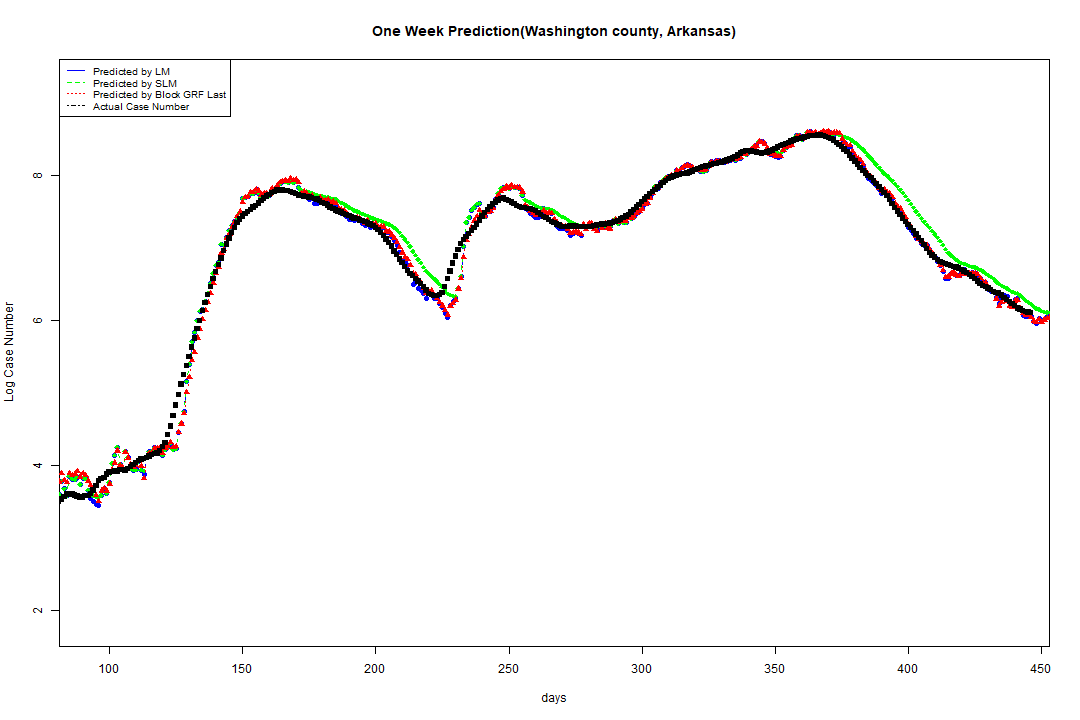 One Week Prediction(Washington county, Arkansas)
Predicted by LM
Predicted by SLM
Predicted by Block GRF Last
Actual Case Number
8
6
4
2
Log Case Number
100 150 200 250 300 350 400 450
days